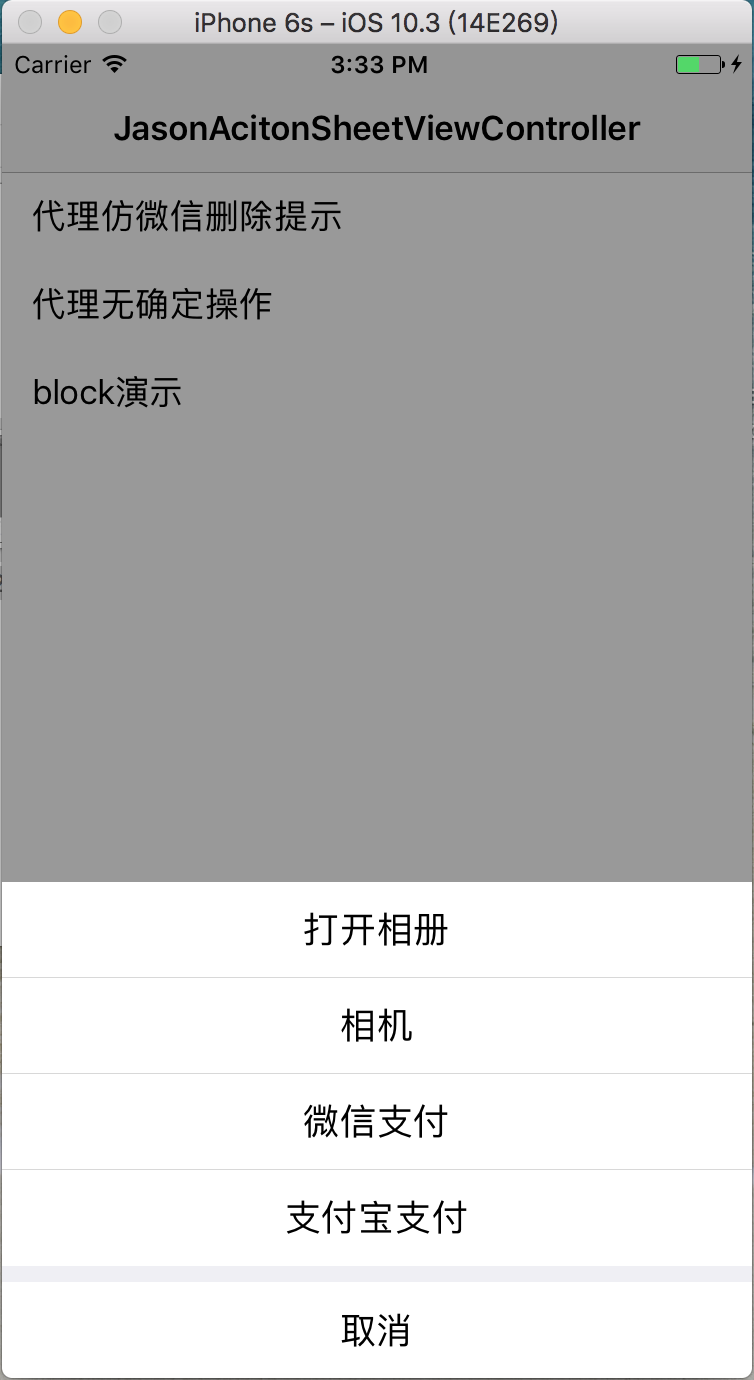 iPhone 6s – iOS 10.3 (14E269)
Carrier 3:33 PM
JasonAcitonSheetViewController
代理仿微信删除提示
代理无确定操作
block演示
打开相册
相机
微信支付
支付宝支付
取消